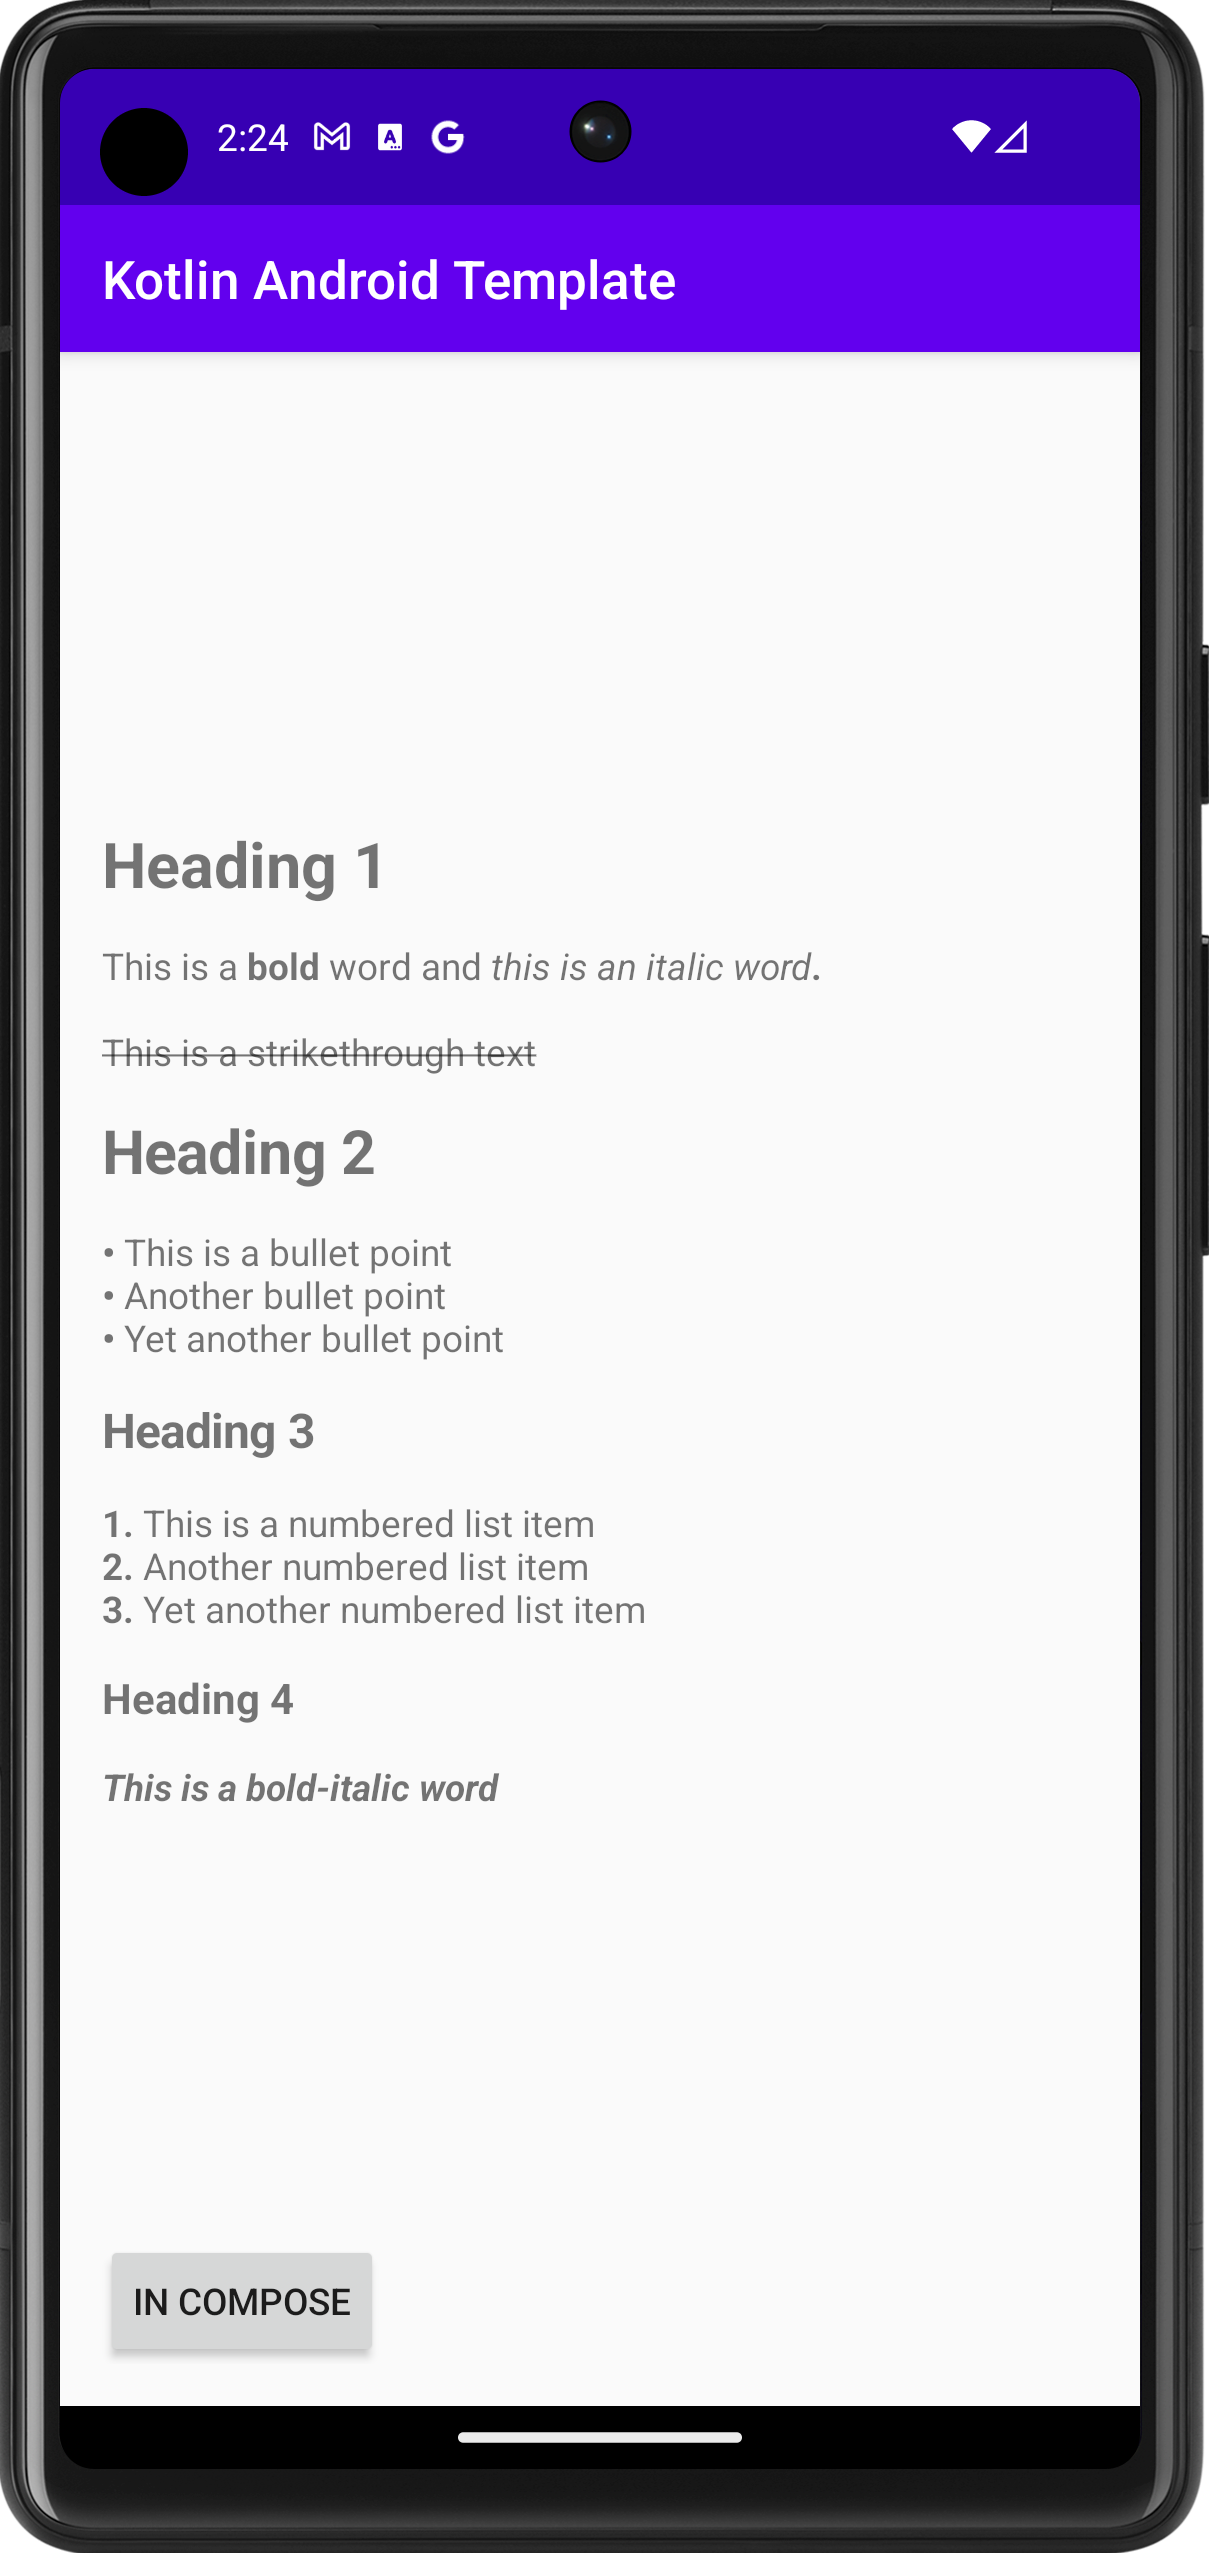 2:24
Kotlin Android Template
Heading 1
This is a bold word and this is an italic word.
This is a strikethrough text
Heading 2
• This is a bullet point
• Another bullet point
• Yet another bullet point
Heading 3
1. This is a numbered list item
2. Another numbered list item
3. Yet another numbered list item
Heading 4
This is a bold-italic word
IN COMPOSE